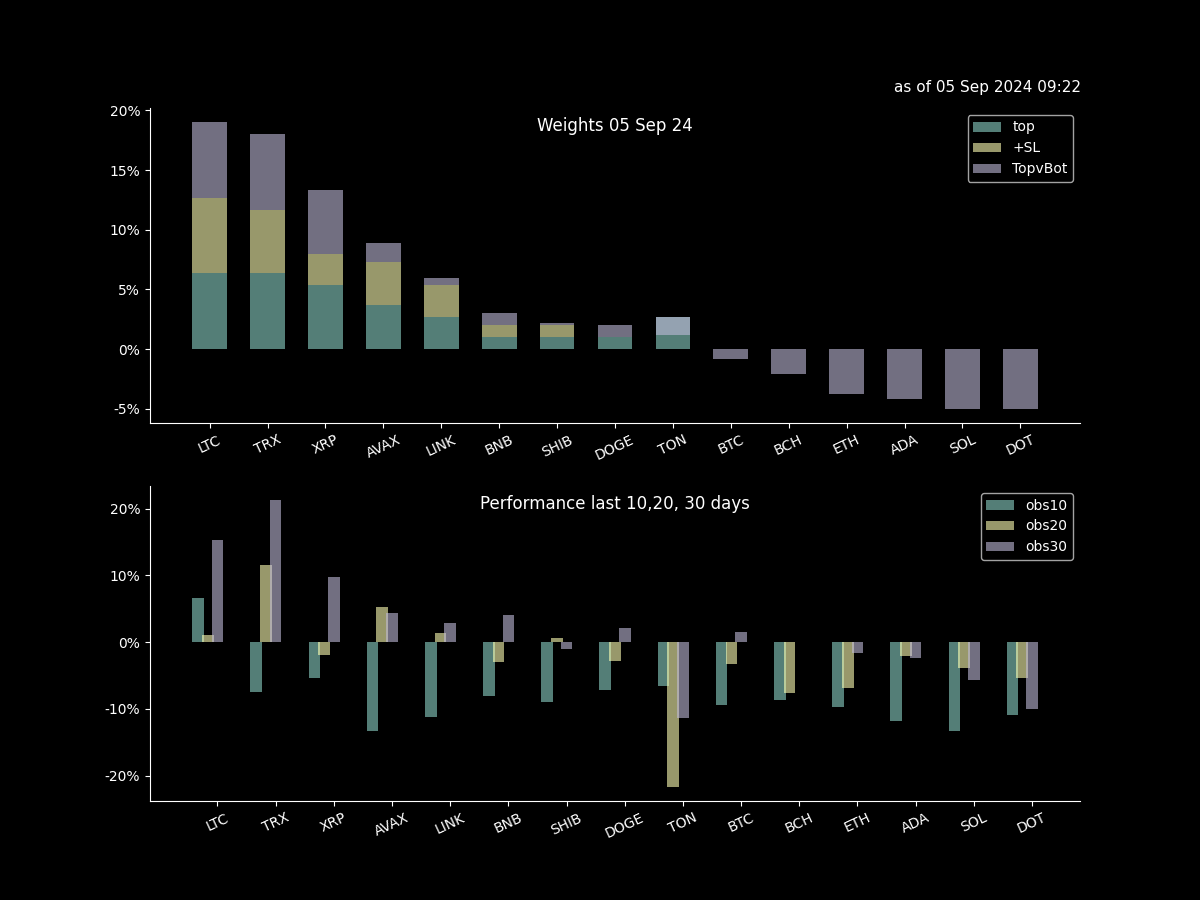 as of 05 Sep 2024 09:22
Weights 05 Sep 24
top
+SL
TopvBot
20%
15%
10%
5%
0%
-5%
LTC TRX XRP AVAX LINK BNB SHIB DOGE TON BTC BCH ETH ADA SOL DOT
Performance last 10,20, 30 days
obs10
obs20
obs30
20%
10%
0%
-10%
-20%
LTC TRX XRP AVAX LINK BNB SHIB DOGE TON BTC BCH ETH ADA SOL DOT